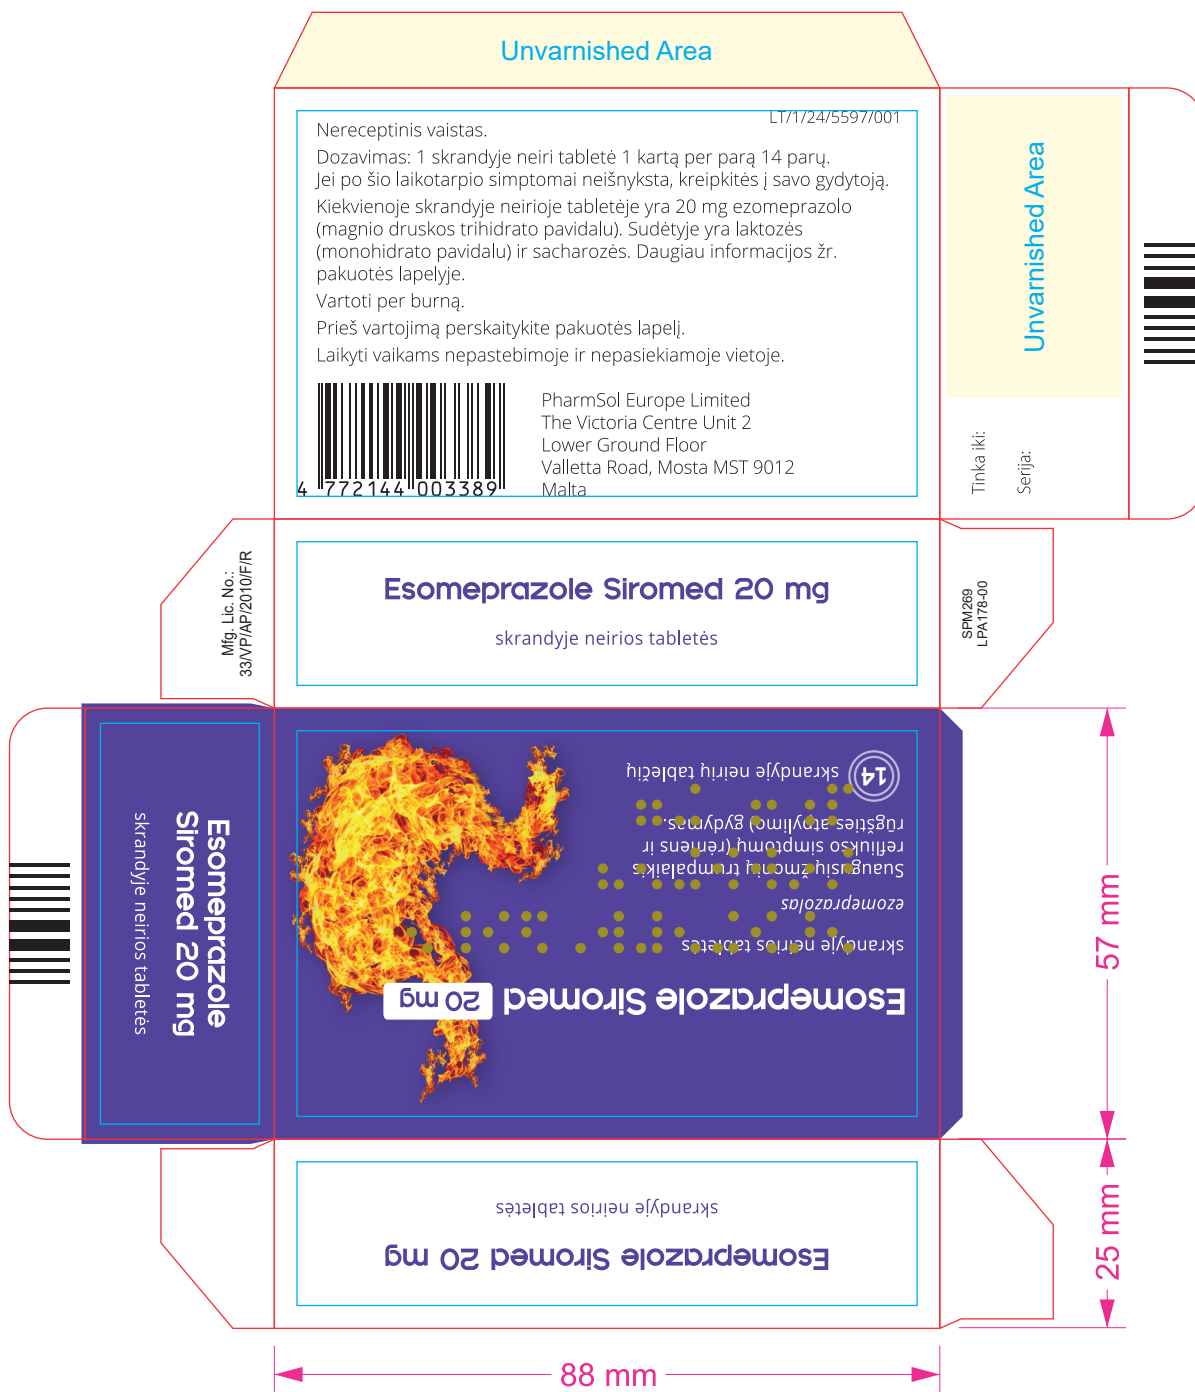 Unvarnished Area
LT/1/24/5597/001
Nereceptinis vaistas.
Dozavimas: 1 skrandyje neiri tabletė 1 kartą per parą 14 parų.
Jei po šio laikotarpio simptomai neišnyksta, kreipkitės į savo gydytoją.
Kiekvienoje skrandyje neirioje tabletėje yra 20 mg ezomeprazolo
(magnio druskos trihidrato pavidalu). Sudėtyje yra laktozės
(monohidrato pavidalu) ir sacharozės. Daugiau informacijos žr.
pakuotės lapelyje.
Vartoti per burną.
Prieš vartojimą perskaitykite pakuotės lapelį.
Laikyti vaikams nepastebimoje ir nepasiekiamoje vietoje.
4 772144 003389
PharmSol Europe Limited
The Victoria Centre Unit 2
Lower Ground Floor
Valletta Road, Mosta MST 9012
Malta
Unvarnished Area
Tinka iki:
Serija:
Mfg. Lic. No.:
33/VP/AP/2010/F/R
Esomeprazole Siromed 20 mg
skrandyje neirios tabletės
SPM269
LPA178-00
Esomeprazole
Siromed 20 mg
skrandyje neirios tabletės
Esomeprazole Siromed 20 mg
skrandyje neirios tabletės
ezomeprazolas
Suaugusių žmonių trumpalaikis
refliukso simptomų (rėmens ir
rūgšties atpylimo) gydymas.
14 skrandyje neirių tablečių
57 mm
25 mm
Esomeprazole Siromed 20 mg
skrandyje neirios tabletės
88 mm